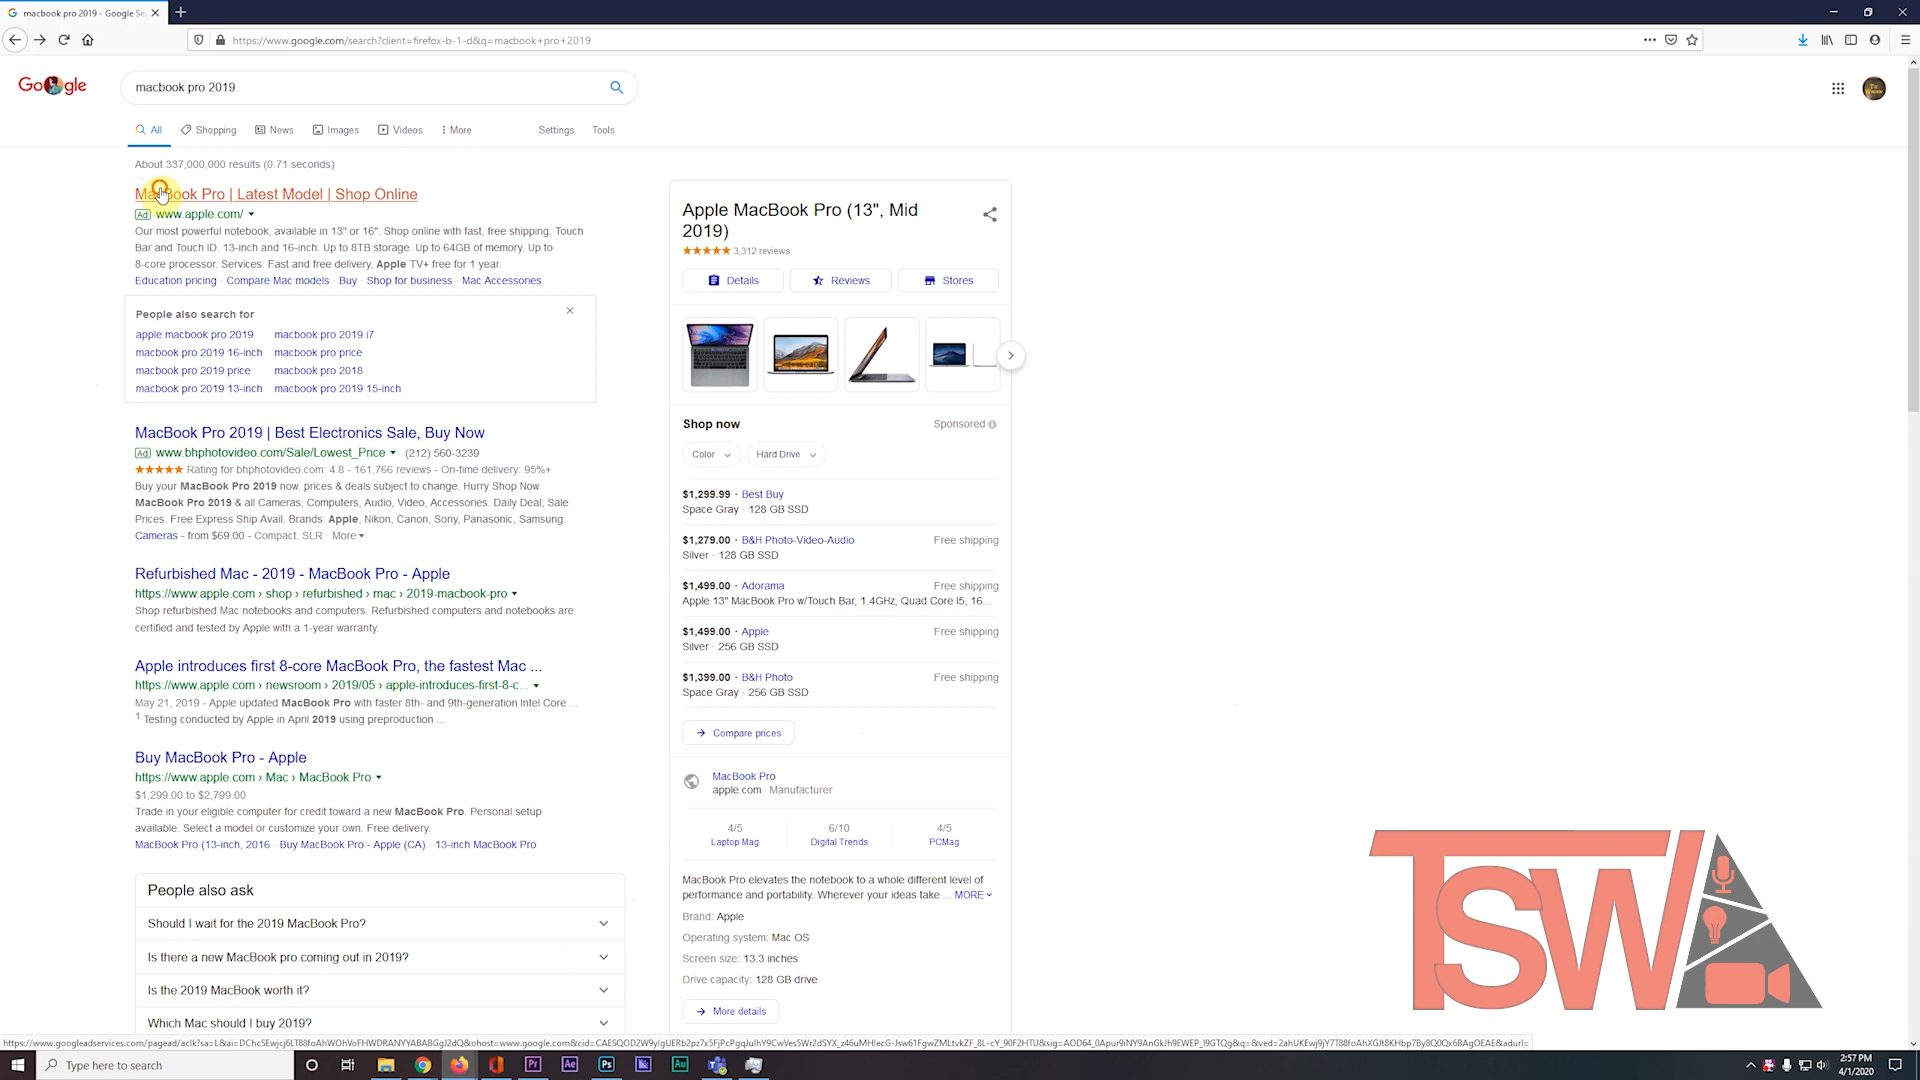 macbook pro 2019 - Google Se
https://www.google.com/search?client=firefox-b-1-d&q=macbook+pro+2019
Google
macbook pro 2019
All
Shopping
News
Images
Videos
More
Settings
Tools
About 337,000,000 results (0.71 seconds)
MacBook Pro | Latest Model | Shop Online
Ad www.apple.com/
Our most powerful notebook, available in 13" or 16". Shop online with fast, free shipping. Touch
Bar and Touch ID. 13-inch and 16-inch. Up to 8TB storage. Up to 64GB of memory. Up to
8-core processor. Services: Fast and free delivery, Apple TV+ free for 1 year.
Education pricing · Compare Mac models · Buy · Shop for business · Mac Accessories
People also search for
apple macbook pro 2019 macbook pro 2019 i7
macbook pro 2019 16-inch macbook pro price
macbook pro 2019 price macbook pro 2018
macbook pro 2019 13-inch macbook pro 2019 15-inch
MacBook Pro 2019 | Best Electronics Sale, Buy Now
Ad www.bhphotovideo.com/Sale/Lowest_Price (212) 560-3239
★★★★★ Rating for bhphotovideo.com: 4.8 - 161,766 reviews - On-time delivery: 95%+
Buy your MacBook Pro 2019 now. prices & deals subject to change. Hurry Shop Now
MacBook Pro 2019 & all Cameras, Computers, Audio, Video, Accessories. Daily Deal, Sale
Prices. Free Express Ship Avail. Brands: Apple, Nikon, Canon, Sony, Panasonic, Samsung.
Cameras - from $69.00 - Compact, SLR · More
Refurbished Mac - 2019 - MacBook Pro - Apple
https://www.apple.com › shop › refurbished › mac › 2019-macbook-pro
Shop refurbished Mac notebooks and computers. Refurbished computers and notebooks are
certified and tested by Apple with a 1-year warranty.
Apple introduces first 8-core MacBook Pro, the fastest Mac ...
https://www.apple.com › newsroom › 2019/05 › apple-introduces-first-8-c...
May 21, 2019 - Apple updated MacBook Pro with faster 8th- and 9th-generation Intel Core ...
1 Testing conducted by Apple in April 2019 using preproduction ...
Buy MacBook Pro - Apple
https://www.apple.com › Mac › MacBook Pro
$1,299.00 to $2,799.00
Trade in your eligible computer for credit toward a new MacBook Pro. Personal setup
available. Select a model or customize your own. Free delivery.
MacBook Pro (13-inch, 2016 · Buy MacBook Pro - Apple (CA) · 13-inch MacBook Pro
People also ask
Should I wait for the 2019 MacBook Pro?
Is there a new MacBook pro coming out in 2019?
Is the 2019 MacBook worth it?
Which Mac should I buy 2019?
Apple MacBook Pro (13", Mid
2019)
★★★★★ 3,312 reviews
Details
Reviews
Stores
Shop now
Sponsored
Color
Hard Drive
$1,299.99 · Best Buy
Space Gray · 128 GB SSD
$1,279.00 · B&H Photo-Video-Audio Free shipping
Silver · 128 GB SSD
$1,499.00 · Adorama Free shipping
Apple 13" MacBook Pro w/Touch Bar, 1.4GHz, Quad Core I5, 16...
$1,499.00 · Apple Free shipping
Silver · 256 GB SSD
$1,399.00 · B&H Photo Free shipping
Space Gray · 256 GB SSD
Compare prices
MacBook Pro
apple.com · Manufacturer
4/5 6/10 4/5
Laptop Mag Digital Trends PCMag
MacBook Pro elevates the notebook to a whole different level of
performance and portability. Wherever your ideas take ... MORE
Brand: Apple
Operating system: Mac OS
Screen size: 13.3 inches
Drive capacity: 128 GB drive
More details
TSW
Type here to search
Pr
Ae
Ps
Au
2:57 PM
4/1/2020